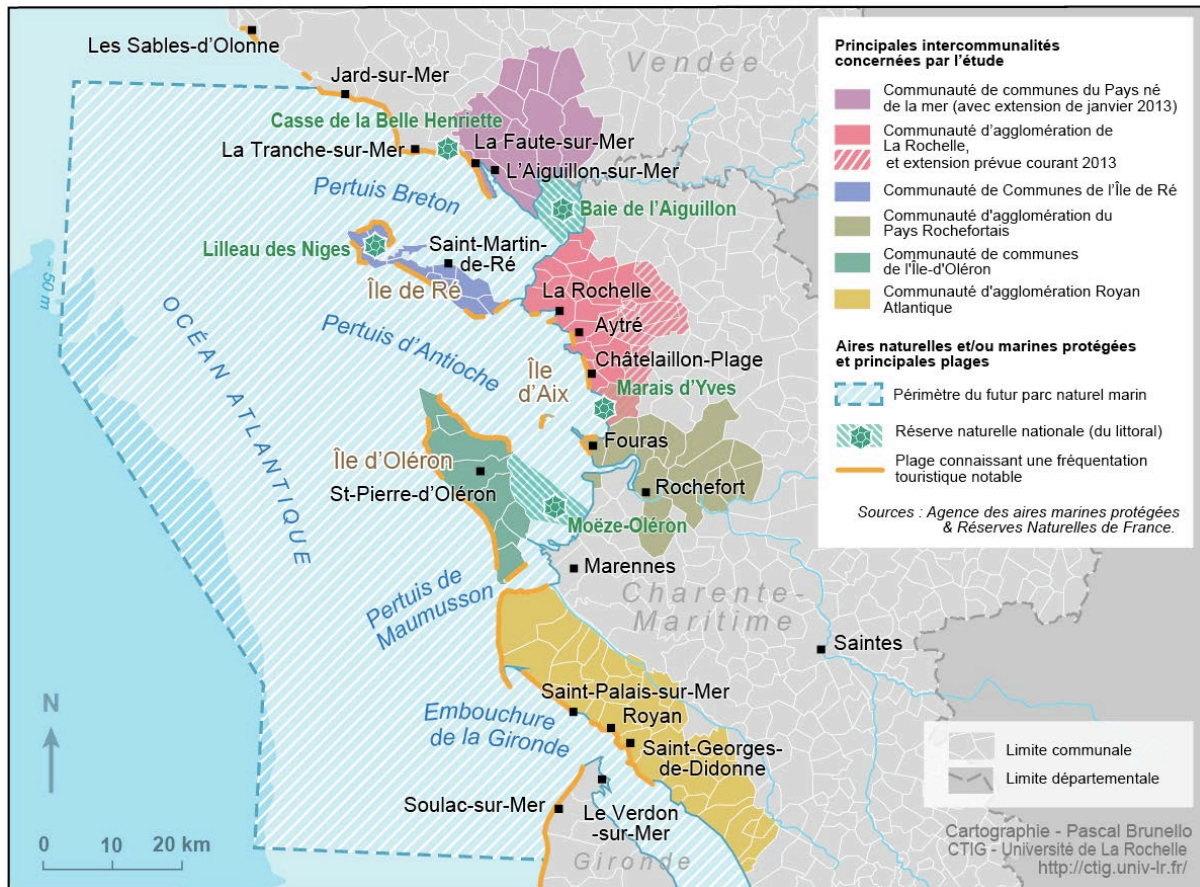 Les Sables-d'Olonne
Jard-sur-Mer
Vendée
Casse de la Belle Henriette
La Faute-sur-Mer
La Tranche-sur-Mer
L'Aiguillon-sur-Mer
Pertuis Breton
Baie de l'Aiguillon
Lilleau des Niges
Saint-Martin-
de-Ré
Île de Ré
La Rochelle
~ 50 m
Aytré
Pertuis d'Antioche
Châtelaillon-Plage
OCÉAN ATLANTIQUE
Île
d'Aix
Marais d'Yves
Fouras
Île d'Oléron
St-Pierre-d'Oléron
Rochefort
Moëze-Oléron
Marennes
Pertuis de
Maumusson
Charente-
Maritime
Saintes
Saint-Palais-sur-Mer
Royan
Embouchure
de la Gironde
Saint-Georges-
de-Didonne
Soulac-sur-Mer
Le Verdon
-sur-Mer
Gironde
N
0 10 20 km
Principales intercommunalités
concernées par l'étude
Communauté de communes du Pays né
de la mer (avec extension de janvier 2013)
Communauté d'agglomération de
La Rochelle,
et extension prévue courant 2013
Communauté de Communes de l'Île de Ré
Communauté d'agglomération du
Pays Rochefortais
Communauté de communes
de l'Île-d'Oléron
Communauté d'agglomération Royan
Atlantique
Aires naturelles et/ou marines protégées
et principales plages
Périmètre du futur parc naturel marin
Réserve naturelle nationale (du littoral)
Plage connaissant une fréquentation
touristique notable
Sources : Agence des aires marines protégées
& Réserves Naturelles de France.
Limite communale
Limite départementale
Cartographie - Pascal Brunello
CTIG - Université de La Rochelle
http://ctig.univ-lr.fr/